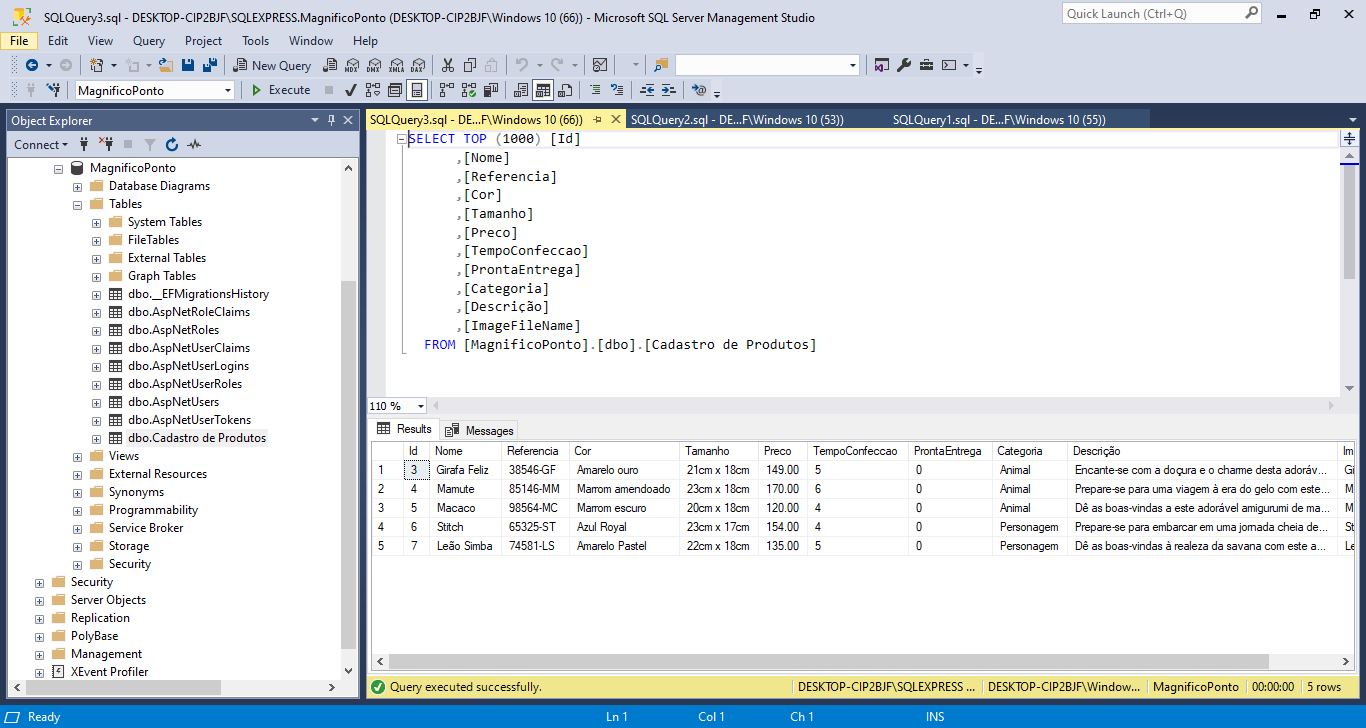 SQLQuery3.sql - DESKTOP-CIP2BJF\SQLEXPRESS.MagnificoPonto (DESKTOP-CIP2BJF\Windows 10 (66)) - Microsoft SQL Server Management Studio
Quick Launch (Ctrl+Q)
File Edit View Query Project Tools Window Help
New Query MDX DMX XMLA DAX
MagnificoPonto Execute
Object Explorer
SQLQuery3.sql - DE...F\Windows 10 (66)) SQLQuery2.sql - DE...F\Windows 10 (53)) SQLQuery1.sql - DE...F\Windows 10 (55))
Connect
MagnificoPonto
Database Diagrams
Tables
System Tables
FileTables
External Tables
Graph Tables
dbo.__EFMigrationsHistory
dbo.AspNetRoleClaims
dbo.AspNetRoles
dbo.AspNetUserClaims
dbo.AspNetUserLogins
dbo.AspNetUserRoles
dbo.AspNetUsers
dbo.AspNetUserTokens
dbo.Cadastro de Produtos
Views
External Resources
Synonyms
Programmability
Service Broker
Storage
Security
Security
Server Objects
Replication
PolyBase
Management
XEvent Profiler
SELECT TOP (1000) [Id]
,[Nome]
,[Referencia]
,[Cor]
,[Tamanho]
,[Preco]
,[TempoConfeccao]
,[ProntaEntrega]
,[Categoria]
,[Descrição]
,[ImageFileName]
FROM [MagnificoPonto].[dbo].[Cadastro de Produtos]
110 %
Results Messages
Id Nome Referencia Cor Tamanho Preco TempoConfeccao ProntaEntrega Categoria Descrição Im
1 3 Girafa Feliz 38546-GF Amarelo ouro 21cm x 18cm 149.00 5 0 Animal Encante-se com a doçura e o charme desta adoráv... Gi
2 4 Mamute 85146-MM Marrom amendoado 23cm x 18cm 170.00 6 0 Animal Prepare-se para uma viagem à era do gelo com este... M
3 5 Macaco 98564-MC Marrom escuro 20cm x 18cm 120.00 4 0 Animal Dê as boas-vindas a este adorável amigurumi de ma... M
4 6 Stitch 65325-ST Azul Royal 23cm x 17cm 154.00 4 0 Personagem Prepare-se para embarcar em uma jornada cheia de... St
5 7 Leão Simba 74581-LS Amarelo Pastel 22cm x 18cm 135.00 5 0 Personagem Dê as boas-vindas à realeza da savana com este a... Le
Query executed successfully. DESKTOP-CIP2BJF\SQLEXPRESS ... DESKTOP-CIP2BJF\Window... MagnificoPonto 00:00:00 5 rows
Ready Ln 1 Col 1 Ch 1 INS